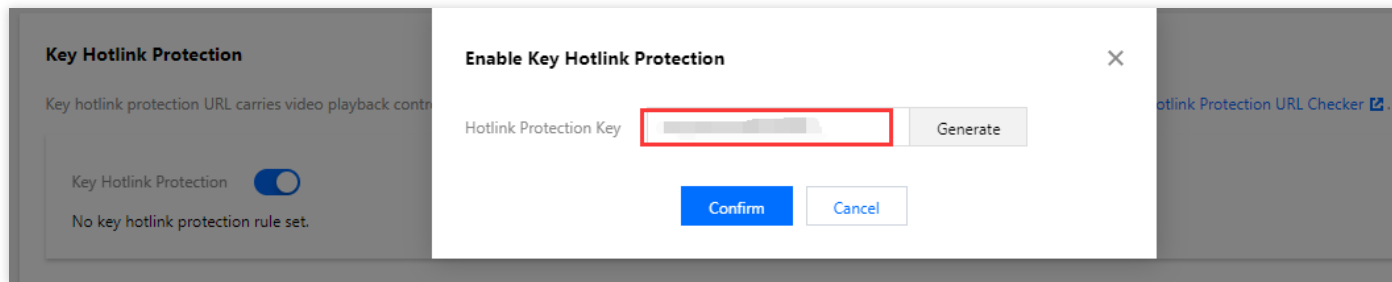 Key Hotlink Protection
Key hotlink protection URL carries video playback
otlink Protection URL Checker
Key Hotlink Protection
No key hotlink protection rule set.
Enable Key Hotlink Protection
Hotlink Protection Key
Generate
Confirm
Cancel